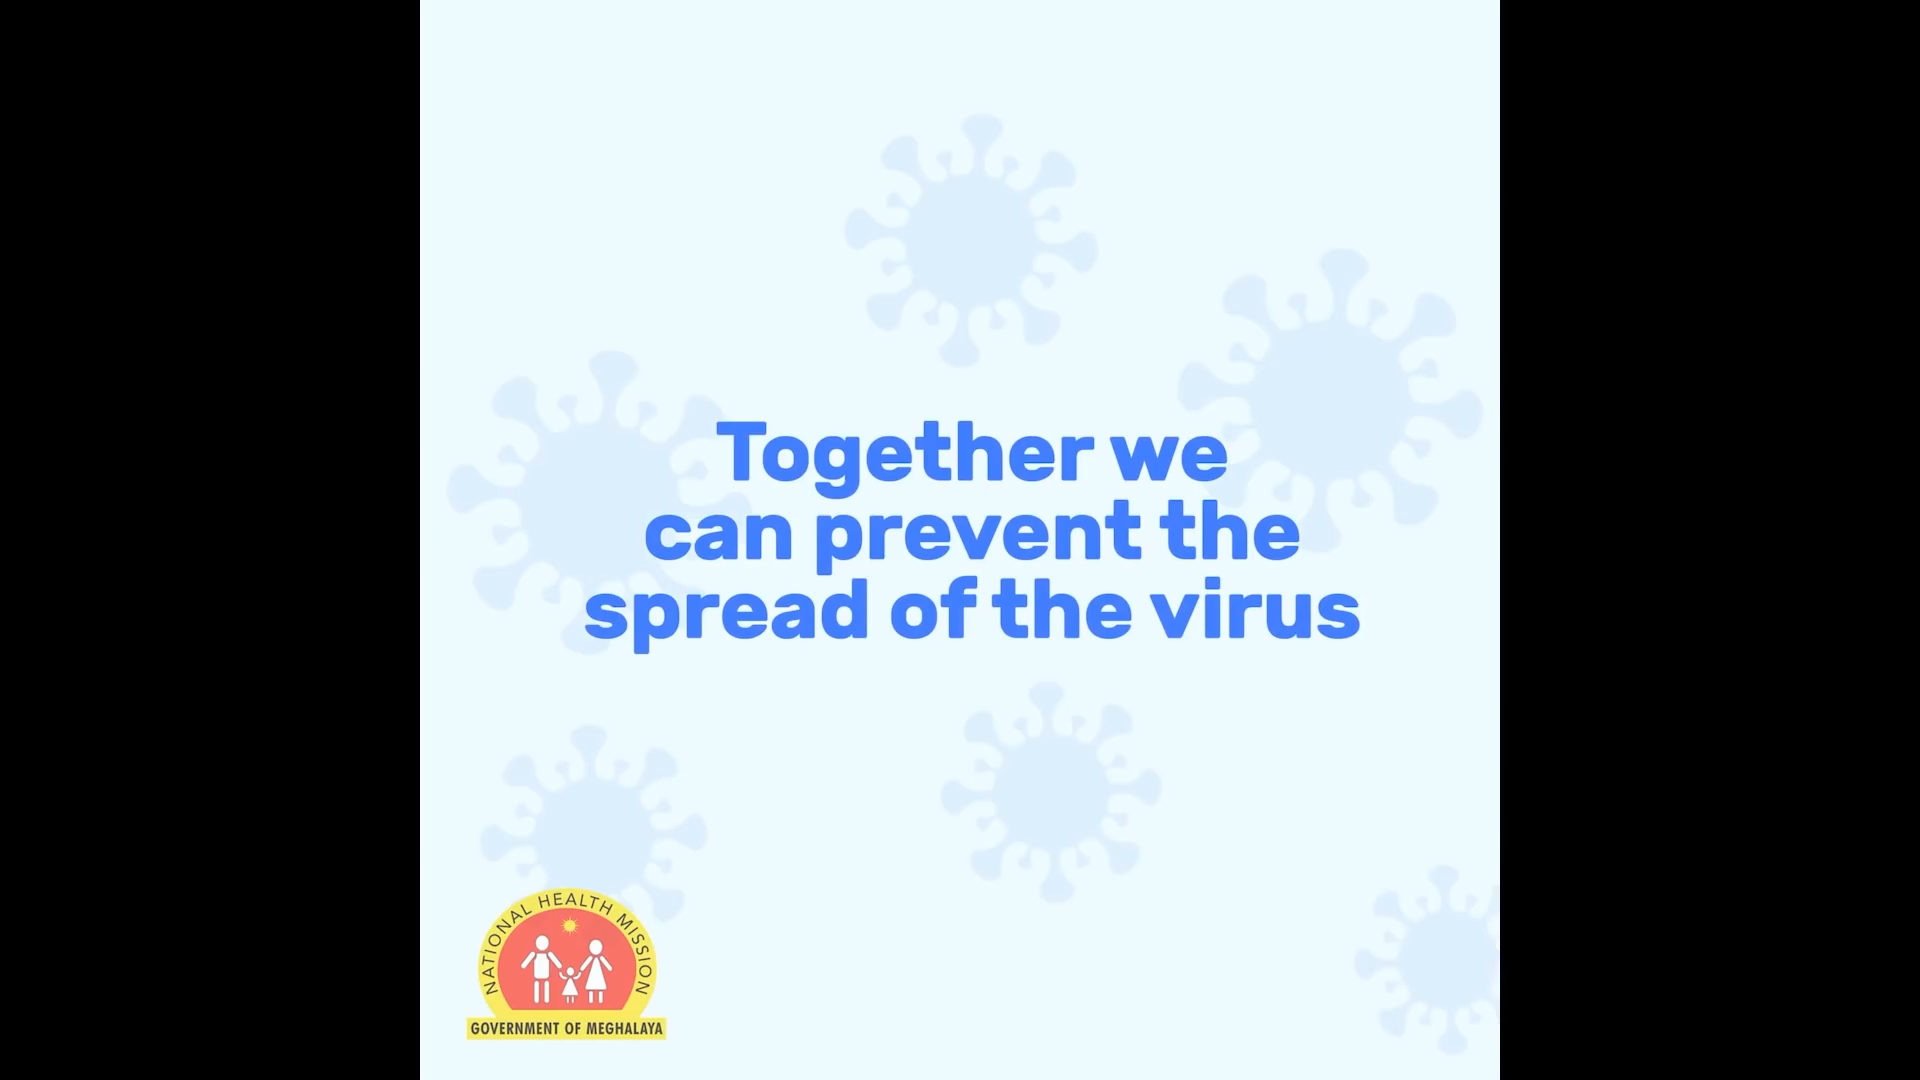 Together we
can prevent the
spread of the virus
NATIONAL HEALTH MISSION
GOVERNMENT OF MEGHALAYA